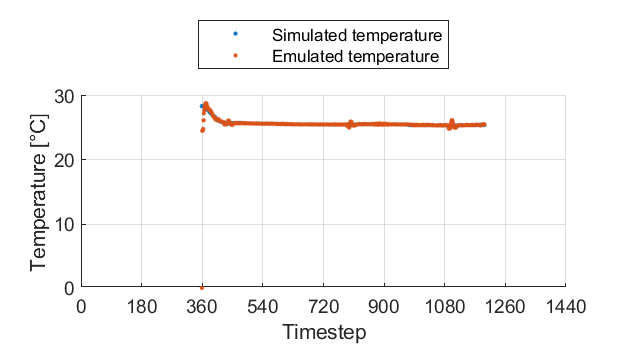 Simulated temperature
Emulated temperature
30
20
10
0
Temperature [°C]
0 180 360 540 720 900 1080 1260 1440
Timestep